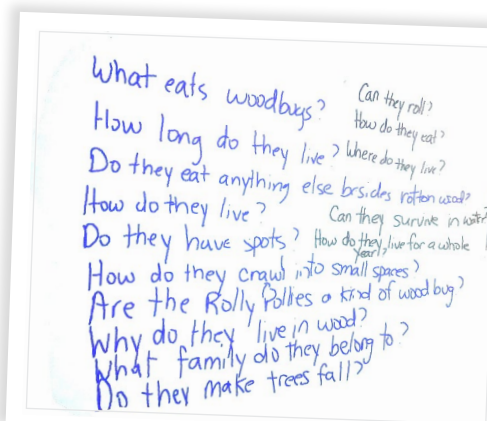 What eats woodbugs?
Can they roll?
How do they eat?
How long do they live?
Where do they live?
Do they eat anything else besides rotton wood?
How do they live?
Can they survive in water?
Do they have spots?
How do they live for a whole
year?
How do they crawl into small spaces?
Are the Rolly Pollies a kind of wood bug?
Why do they live in wood?
What family do they belong to?
Do they make trees fall?